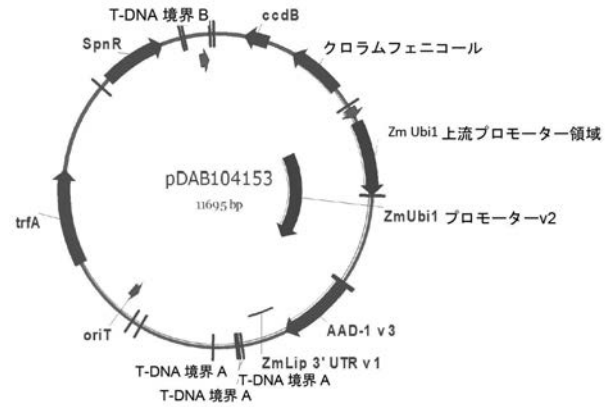 T-DNA 境界 B
ccdB
SpnR
クロラムフェニコール
Zm Ubi1 上流プロモーター領域
pDAB104153
11695 bp
ZmUbi1 プロモーターv2
trfA
AAD-1 v3
oriT
ZmLip 3' UTR v1
T-DNA 境界 A
T-DNA 境界 A
T-DNA 境界 A